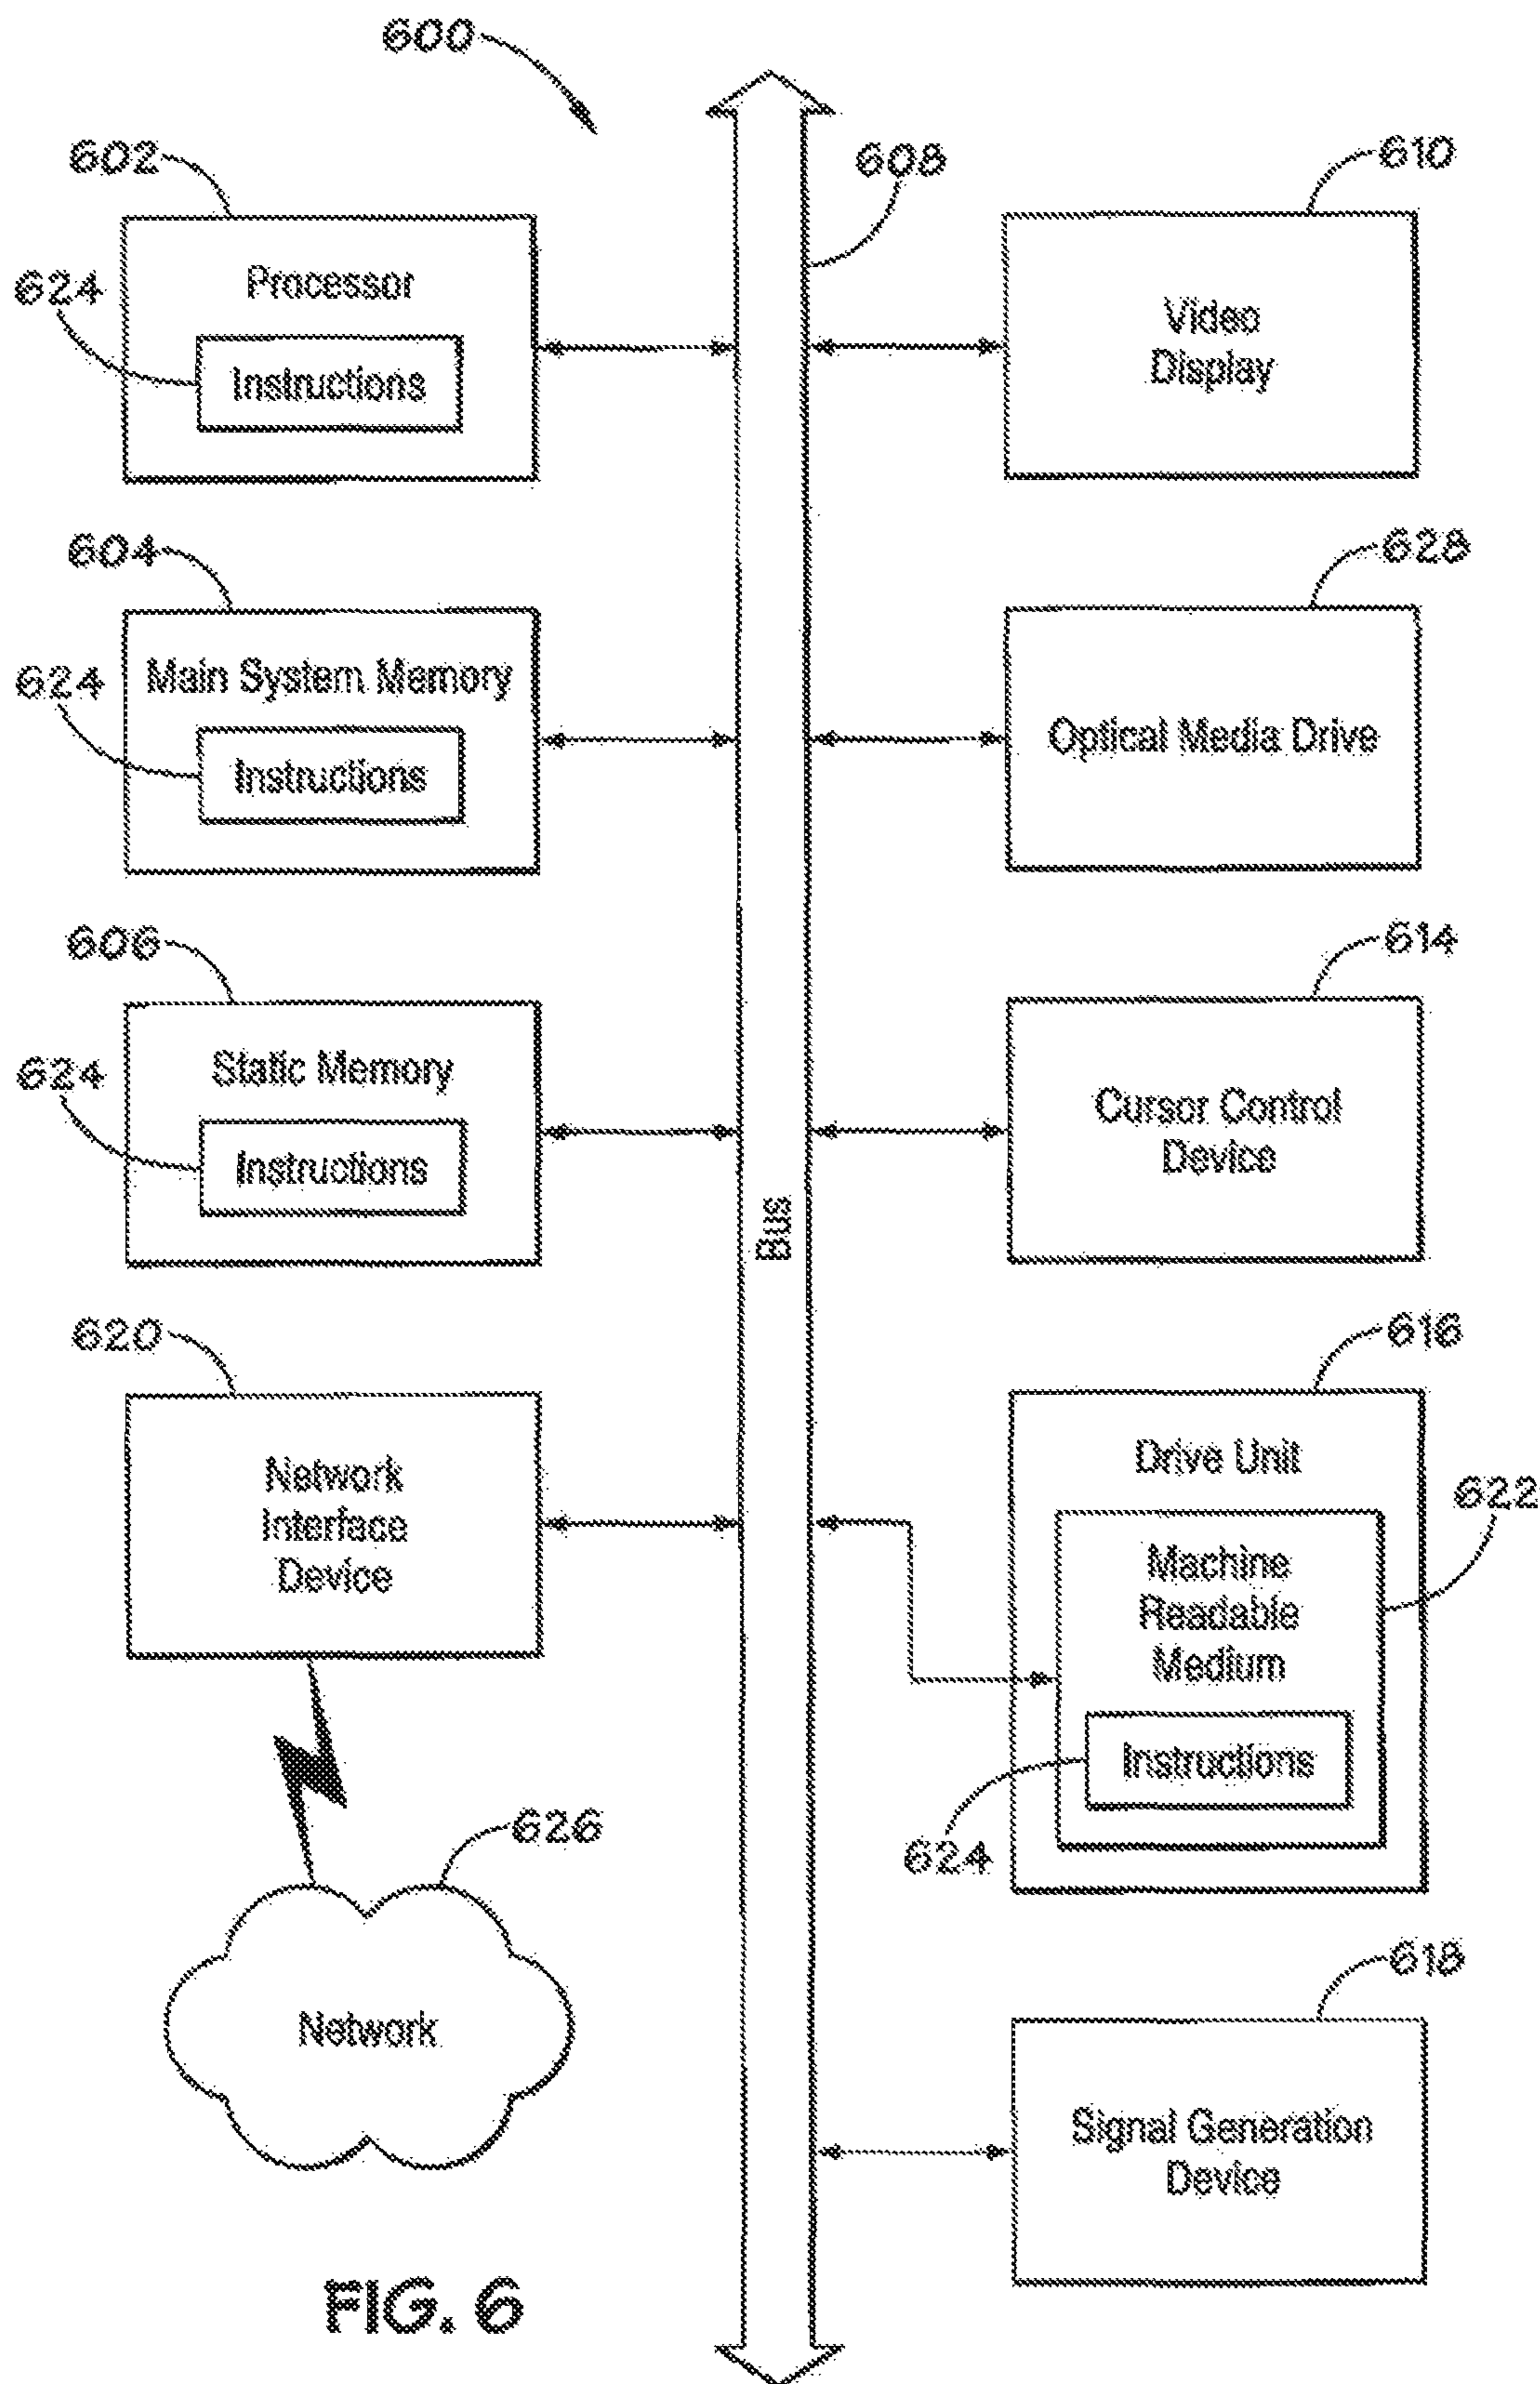 600
602
608
610
624
Processor
Instructions
Video
Display
604
628
624
Main System Memory
Instructions
Optical Media Drive
606
614
624
Static Memory
Instructions
Cursor Control
Device
Bus
620
616
Network
Interface
Device
Drive Unit
622
Machine
Readable
Medium
Instructions
624
626
Network
618
Signal Generation
Device
FIG. 6